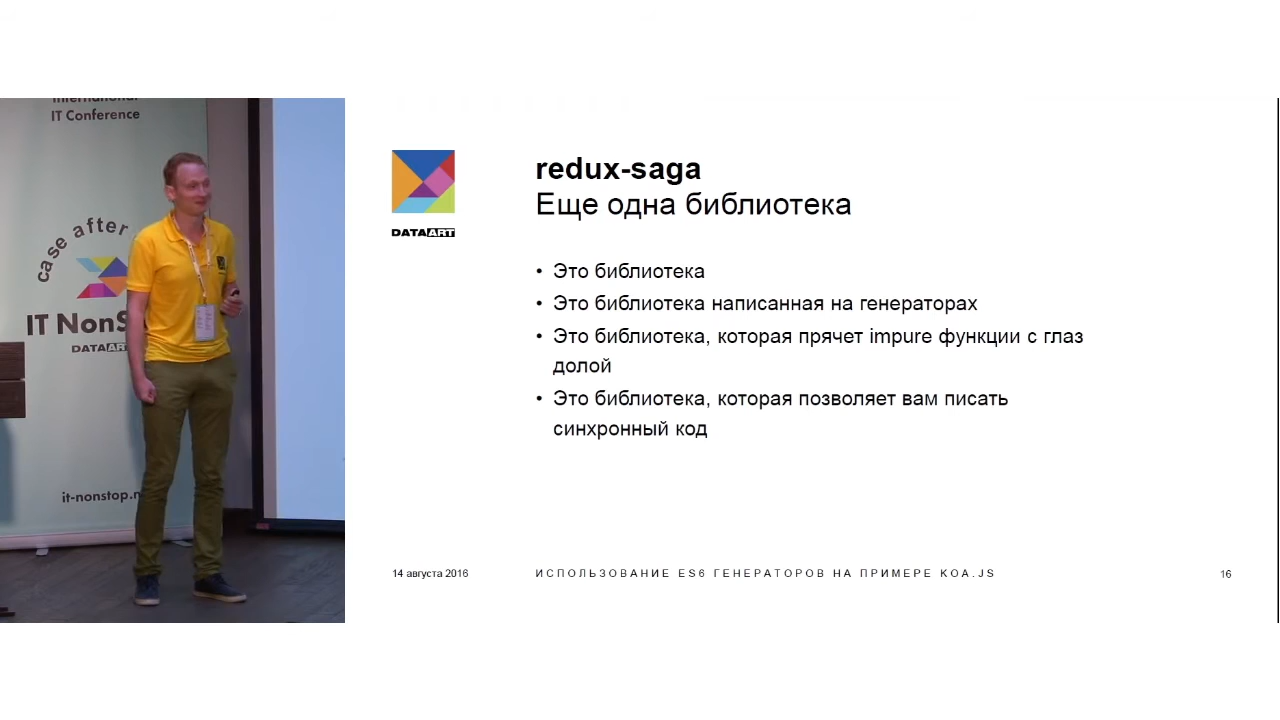 International
IT Conference
case after
IT NonS
DATAART
it-nonstop.n
DATAART
redux-saga
Еще одна библиотека
• Это библиотека
• Это библиотека написанная на генераторах
• Это библиотека, которая прячет impure функции с глаз
долой
• Это библиотека, которая позволяет вам писать
синхронный код
14 августа 2016
ИСПОЛЬЗОВАНИЕ ES6 ГЕНЕРАТОРОВ НА ПРИМЕРЕ KOA.JS
16